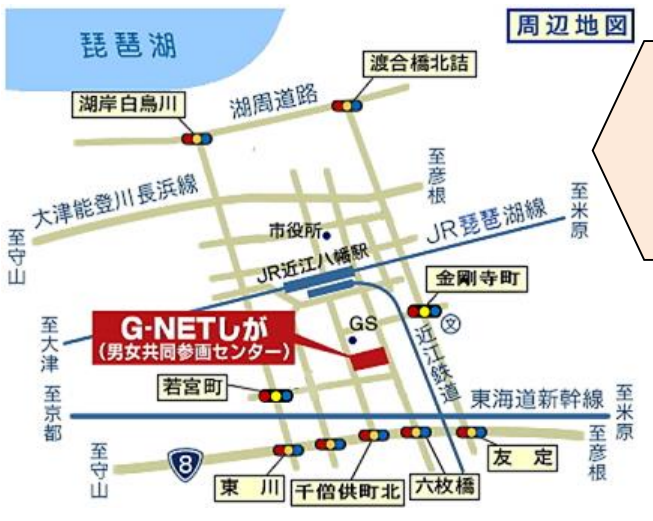 周辺地図
琵琶湖
渡合橋北詰
湖岸白鳥川
湖周道路
至彦根
大津能登川長浜線
至守山
市役所
JR琵琶湖線
至米原
JR近江八幡駅
金剛寺町
文
G-NETしが
(男女共同参画センター)
GS
近江鉄道
至大津
若宮町
至京都
東海道新幹線
至米原
至守山
8
東川
千僧供町北
六枚橋
友定
至彦根